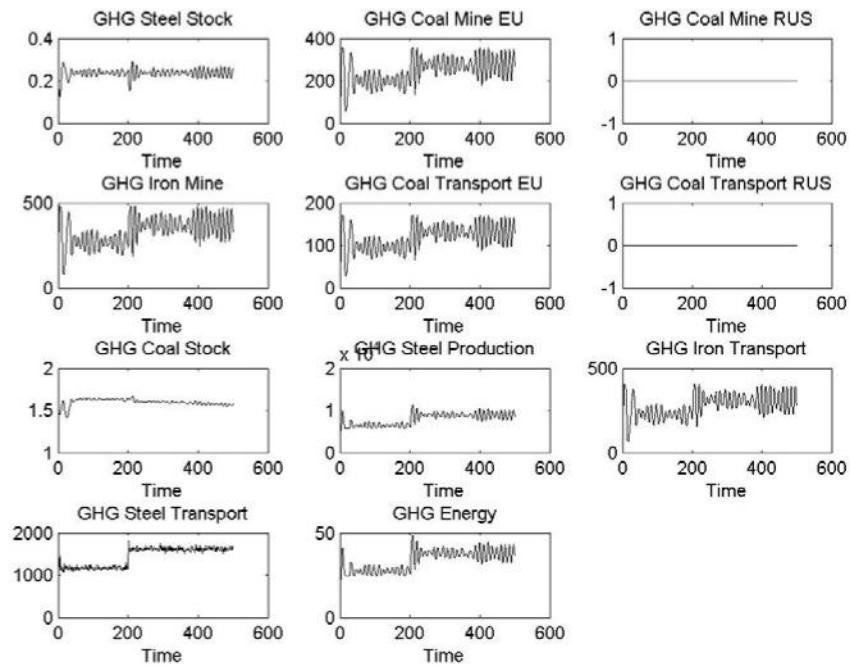 GHG Steel Stock
0.4
0.2
0
0 200 400 600
Time
GHG Coal Mine EU
400
200
0
0 200 400 600
Time
GHG Coal Mine RUS
1
0
-1
0 200 400 600
Time
GHG Iron Mine
500
0
0 200 400 600
Time
GHG Coal Transport EU
200
100
0
0 200 400 600
Time
GHG Coal Transport RUS
1
0
-1
0 200 400 600
Time
GHG Coal Stock
2
1.5
1
0 200 400 600
Time
x 10
GHG Steel Production
2
1
0
0 200 400 600
Time
GHG Iron Transport
500
0
0 200 400 600
Time
GHG Steel Transport
2000
1000
0
0 200 400 600
Time
GHG Energy
50
0
0 200 400 600
Time